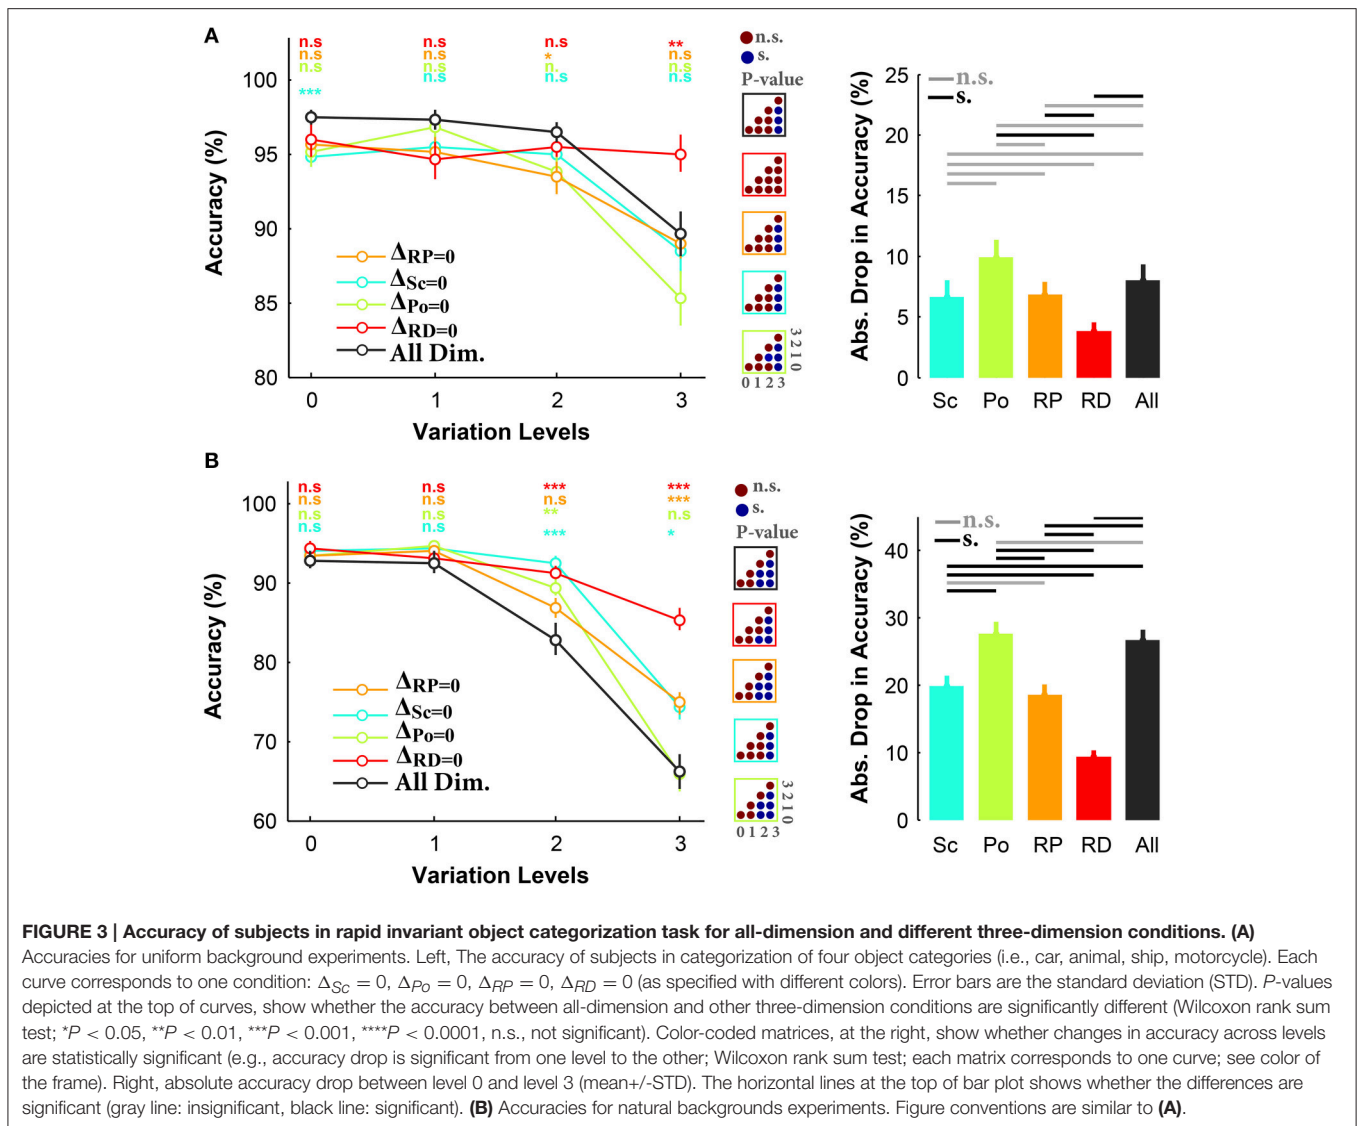 A
n.s n.s n.s **
n.s n.s * n.s
n.s n.s n. n.s
n.s n.s n.s
***
100
95
90
85
80
Accuracy (%)
ΔRP=0
ΔSc=0
ΔPo=0
ΔRD=0
All Dim.
0 1 2 3
Variation Levels
n.s.
s.
P-value
3 2 1 0
0 1 2 3
n.s.
s.
25
20
15
10
5
0
Abs. Drop in Accuracy (%)
Sc Po RP RD All
B
n.s n.s *** ***
n.s n.s n.s ***
n.s n.s ** n.s
n.s n.s *** *
100
90
80
70
60
Accuracy (%)
ΔRP=0
ΔSc=0
ΔPo=0
ΔRD=0
All Dim.
0 1 2 3
Variation Levels
n.s.
s.
P-value
3 2 1 0
0 1 2 3
n.s.
s.
40
30
20
10
0
Abs. Drop in Accuracy (%)
Sc Po RP RD All
FIGURE 3 | Accuracy of subjects in rapid invariant object categorization task for all-dimension and different three-dimension conditions. (A)
Accuracies for uniform background experiments. Left, The accuracy of subjects in categorization of four object categories (i.e., car, animal, ship, motorcycle). Each
curve corresponds to one condition: ΔSc = 0, ΔPo = 0, ΔRP = 0, ΔRD = 0 (as specified with different colors). Error bars are the standard deviation (STD). P-values
depicted at the top of curves, show whether the accuracy between all-dimension and other three-dimension conditions are significantly different (Wilcoxon rank sum
test; *P < 0.05, **P < 0.01, ***P < 0.001, ****P < 0.0001, n.s., not significant). Color-coded matrices, at the right, show whether changes in accuracy across levels
are statistically significant (e.g., accuracy drop is significant from one level to the other; Wilcoxon rank sum test; each matrix corresponds to one curve; see color of
the frame). Right, absolute accuracy drop between level 0 and level 3 (mean+/-STD). The horizontal lines at the top of bar plot shows whether the differences are
significant (gray line: insignificant, black line: significant). (B) Accuracies for natural backgrounds experiments. Figure conventions are similar to (A).